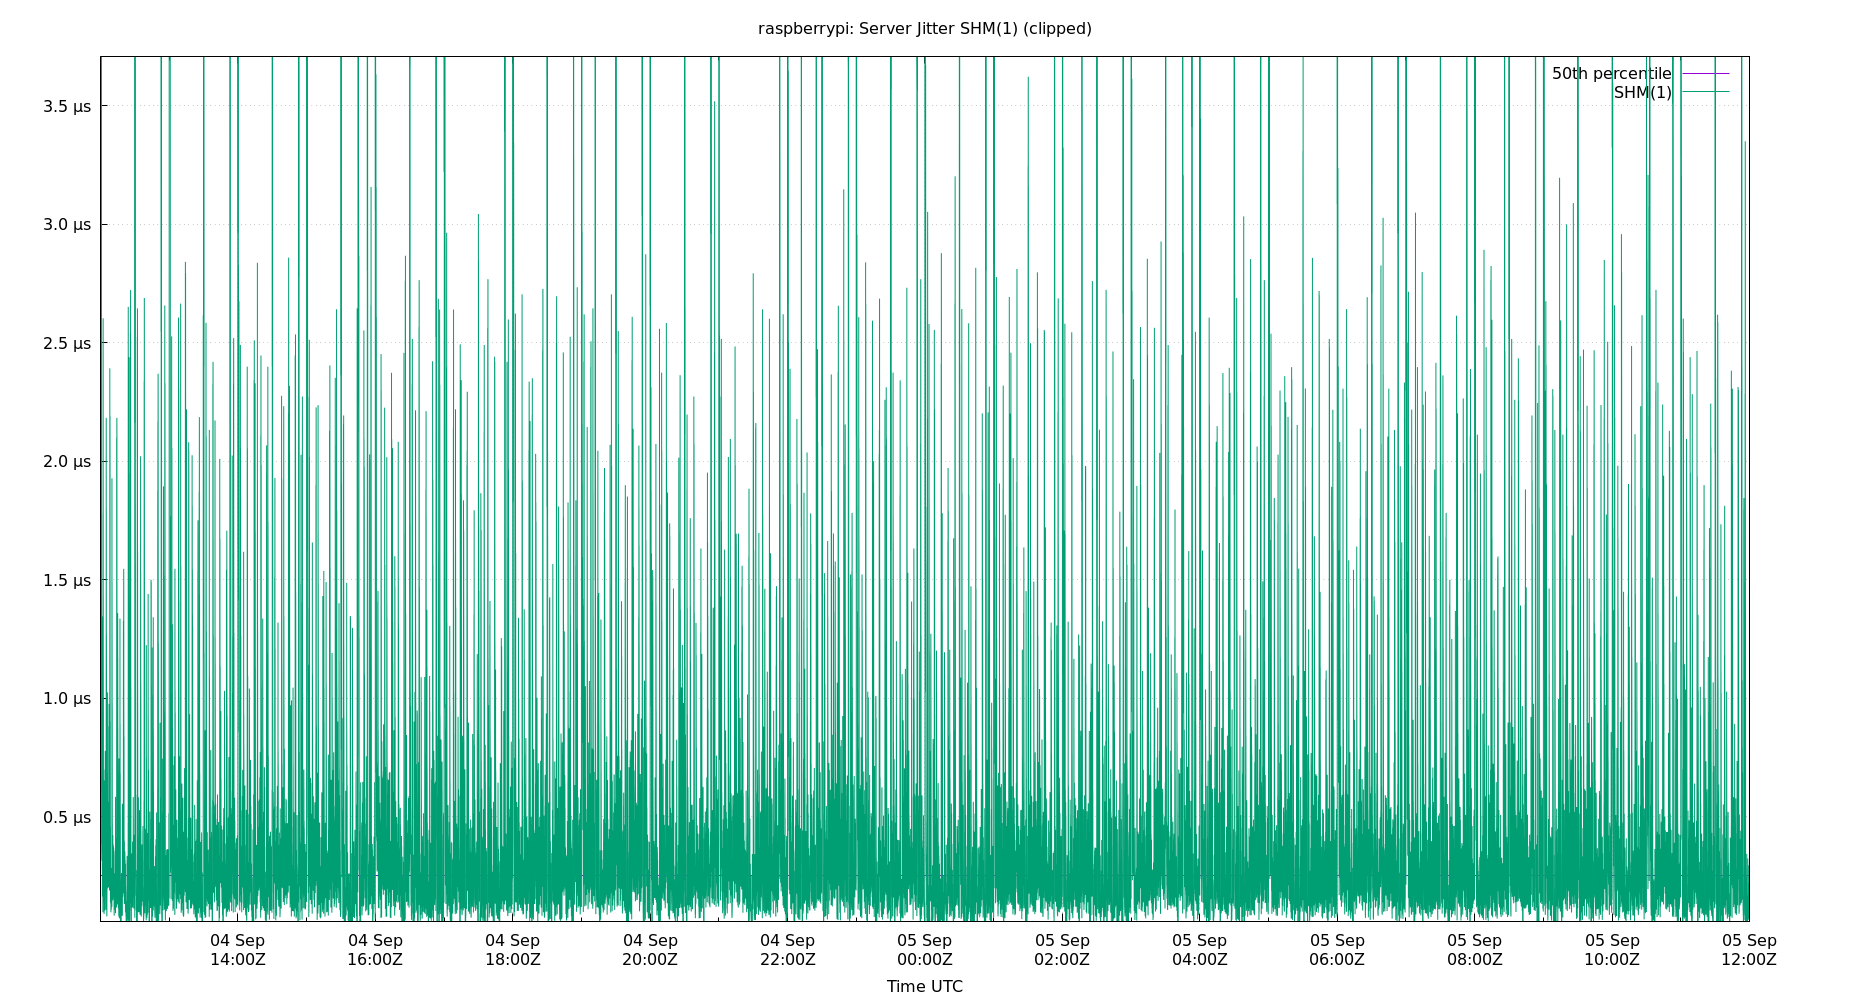 raspberrypi: Server Jitter SHM(1) (clipped)
50th percentile
SHM(1)
3.5 μs
3.0 μs
2.5 μs
2.0 μs
1.5 μs
1.0 μs
0.5 μs
04 Sep 04 Sep 04 Sep 04 Sep 04 Sep 05 Sep 05 Sep 05 Sep 05 Sep 05 Sep 05 Sep 05 Sep
14:00Z 16:00Z 18:00Z 20:00Z 22:00Z 00:00Z 02:00Z 04:00Z 06:00Z 08:00Z 10:00Z 12:00Z
Time UTC